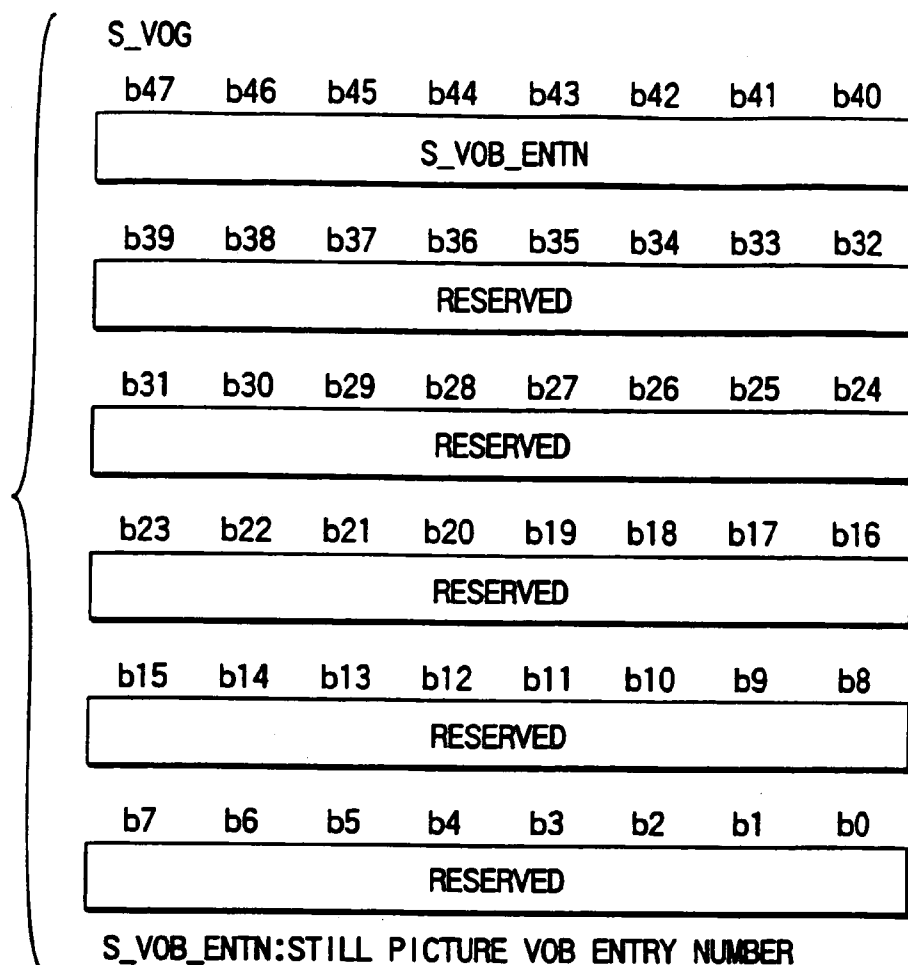 S_VOG
b47 b46 b45 b44 b43 b42 b41 b40
S_VOB_ENTN
b39 b38 b37 b36 b35 b34 b33 b32
RESERVED
b31 b30 b29 b28 b27 b26 b25 b24
RESERVED
b23 b22 b21 b20 b19 b18 b17 b16
RESERVED
b15 b14 b13 b12 b11 b10 b9 b8
RESERVED
b7 b6 b5 b4 b3 b2 b1 b0
RESERVED
S_VOB_ENTN:STILL PICTURE VOB ENTRY NUMBER